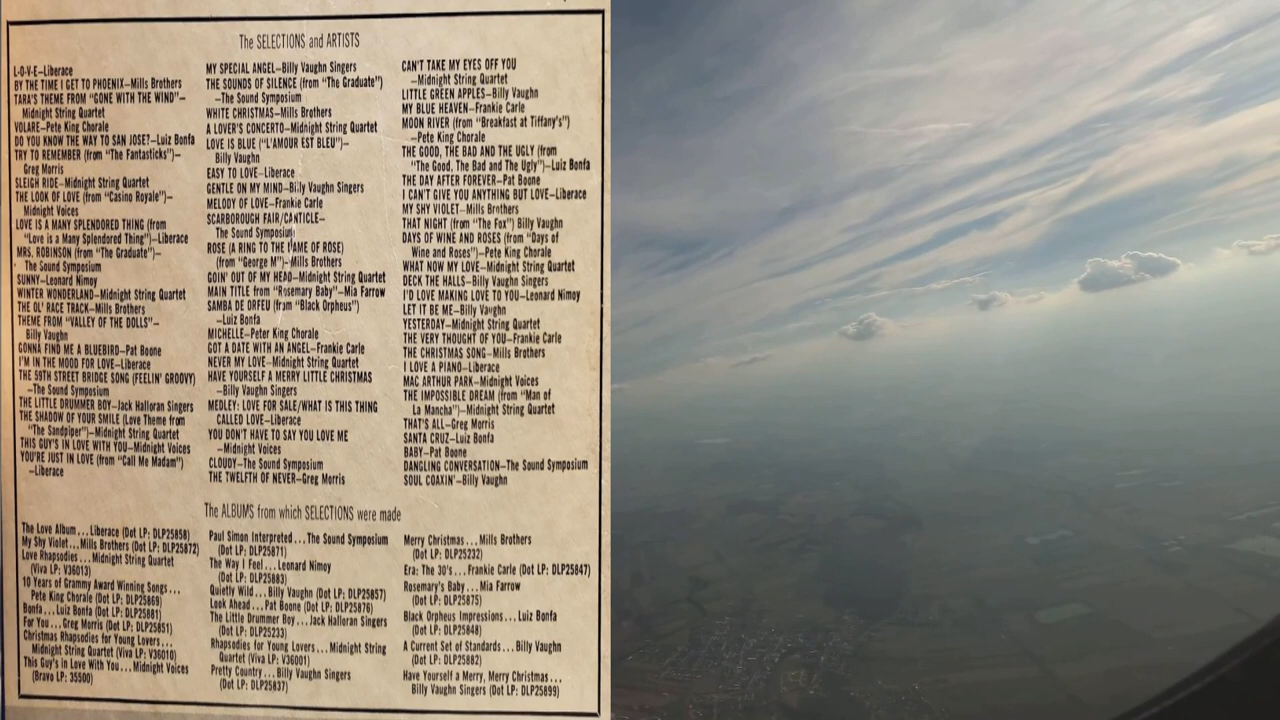 The SELECTIONS and ARTISTS
L-O-V-E—Liberace
BY THE TIME I GET TO PHOENIX—Mills Brothers
TARA'S THEME FROM "GONE WITH THE WIND"—
Midnight String Quartet
VOLARE—Pete King Chorale
DO YOU KNOW THE WAY TO SAN JOSE?—Luiz Bonfa
TRY TO REMEMBER (from "The Fantasticks")—
Greg Morris
SLEIGH RIDE—Midnight String Quartet
THE LOOK OF LOVE (from "Casino Royale")—
Midnight Voices
LOVE IS A MANY SPLENDORED THING (from
"Love is a Many Splendored Thing")—Liberace
MRS. ROBINSON (from "The Graduate")—
The Sound Symposium
SUNNY—Leonard Nimoy
WINTER WONDERLAND—Midnight String Quartet
THE OL' RACE TRACK—Mills Brothers
THEME FROM "VALLEY OF THE DOLLS"—
Billy Vaughn
GONNA FIND ME A BLUEBIRD—Pat Boone
I'M IN THE MOOD FOR LOVE—Liberace
THE 59TH STREET BRIDGE SONG (FEELIN' GROOVY)
—The Sound Symposium
THE LITTLE DRUMMER BOY—Jack Halloran Singers
THE SHADOW OF YOUR SMILE (Love Theme from
"The Sandpiper")—Midnight String Quartet
THIS GUY'S IN LOVE WITH YOU—Midnight Voices
YOU'RE JUST IN LOVE (from "Call Me Madam")
—Liberace
MY SPECIAL ANGEL—Billy Vaughn Singers
THE SOUNDS OF SILENCE (from "The Graduate")
—The Sound Symposium
WHITE CHRISTMAS—Mills Brothers
A LOVER'S CONCERTO—Midnight String Quartet
LOVE IS BLUE ("L'AMOUR EST BLEU")—
Billy Vaughn
EASY TO LOVE—Liberace
GENTLE ON MY MIND—Billy Vaughn Singers
MELODY OF LOVE—Frankie Carle
SCARBOROUGH FAIR/CANTICLE—
The Sound Symposium
ROSE (A RING TO THE NAME OF ROSE)
(from "George M")—Mills Brothers
GOIN' OUT OF MY HEAD—Midnight String Quartet
MAIN TITLE from "Rosemary Baby"—Mia Farrow
SAMBA DE ORFEU (from "Black Orpheus")
—Luiz Bonfa
MICHELLE—Peter King Chorale
GOT A DATE WITH AN ANGEL—Frankie Carle
NEVER MY LOVE—Midnight String Quartet
HAVE YOURSELF A MERRY LITTLE CHRISTMAS
—Billy Vaughn Singers
MEDLEY: LOVE FOR SALE/WHAT IS THIS THING
CALLED LOVE—Liberace
YOU DON'T HAVE TO SAY YOU LOVE ME
—Midnight Voices
CLOUDY—The Sound Symposium
THE TWELFTH OF NEVER—Greg Morris
CAN'T TAKE MY EYES OFF YOU
—Midnight String Quartet
LITTLE GREEN APPLES—Billy Vaughn
MY BLUE HEAVEN—Frankie Carle
MOON RIVER (from "Breakfast at Tiffany's")
—Pete King Chorale
THE GOOD, THE BAD AND THE UGLY (from
"The Good, The Bad and The Ugly")—Luiz Bonfa
THE DAY AFTER FOREVER—Pat Boone
I CAN'T GIVE YOU ANYTHING BUT LOVE—Liberace
MY SHY VIOLET—Mills Brothers
THAT NIGHT (from "The Fox") Billy Vaughn
DAYS OF WINE AND ROSES (from "Days of
Wine and Roses")—Pete King Chorale
WHAT NOW MY LOVE—Midnight String Quartet
DECK THE HALLS—Billy Vaughn Singers
I'D LOVE MAKING LOVE TO YOU—Leonard Nimoy
LET IT BE ME—Billy Vaughn
YESTERDAY—Midnight String Quartet
THE VERY THOUGHT OF YOU—Frankie Carle
THE CHRISTMAS SONG—Mills Brothers
I LOVE A PIANO—Liberace
MAC ARTHUR PARK—Midnight Voices
THE IMPOSSIBLE DREAM (from "Man of
La Mancha")—Midnight String Quartet
THAT'S ALL—Greg Morris
SANTA CRUZ—Luiz Bonfa
BABY—Pat Boone
DANGLING CONVERSATION—The Sound Symposium
SOUL COAXIN'—Billy Vaughn
The ALBUMS from which SELECTIONS were made
The Love Album...Liberace (Dot LP: DLP25858)
My Shy Violet...Mills Brothers (Dot LP: DLP25872)
Love Rhapsodies...Midnight String Quartet
(Viva LP: V36013)
10 Years of Grammy Award Winning Songs...
Pete King Chorale (Dot LP: DLP25869)
Bonfa...Luiz Bonfa (Dot LP: DLP25881)
For You...Greg Morris (Dot LP: DLP25851)
Christmas Rhapsodies for Young Lovers...
Midnight String Quartet (Viva LP: V36010)
This Guy's in Love With You...Midnight Voices
(Bravo LP: 35500)
Paul Simon Interpreted...The Sound Symposium
(Dot LP: DLP25871)
The Way I Feel...Leonard Nimoy
(Dot LP: DLP25883)
Quietly Wild...Billy Vaughn (Dot LP: DLP25857)
Look Ahead...Pat Boone (Dot LP: DLP25876)
The Little Drummer Boy...Jack Halloran Singers
(Dot LP: DLP25233)
Rhapsodies for Young Lovers...Midnight String
Quartet (Viva LP: V36001)
Pretty Country...Billy Vaughn Singers
(Dot LP: DLP25837)
Merry Christmas...Mills Brothers
(Dot LP: DLP25232)
Era: The 30's...Frankie Carle (Dot LP: DLP25847)
Rosemary's Baby...Mia Farrow
(Dot LP: DLP25875)
Black Orpheus Impressions...Luiz Bonfa
(Dot LP: DLP25848)
A Current Set of Standards...Billy Vaughn
(Dot LP: DLP25882)
Have Yourself a Merry, Merry Christmas...
Billy Vaughn Singers (Dot LP: DLP25899)